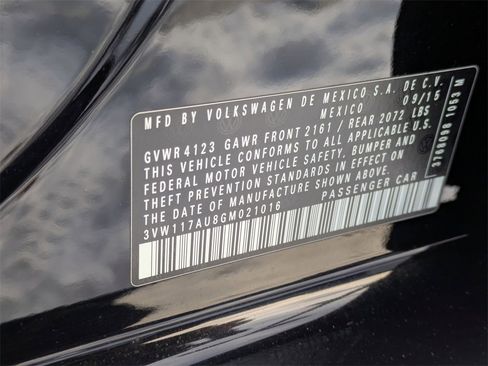 MFD BY VOLKSWAGEN DE MEXICO S.A. DE C.V.
MEXICO 09/15
GVWR 4123 GAWR FRONT 2161 / REAR 2072 LBS
THIS VEHICLE CONFORMS TO ALL APPLICABLE U.S.
FEDERAL MOTOR VEHICLE SAFETY, BUMPER AND
THEFT PREVENTION STANDARDS IN EFFECT ON
THE DATE OF MANUFACTURE SHOWN ABOVE.
3VW117AU8GM021016 PASSENGER CAR